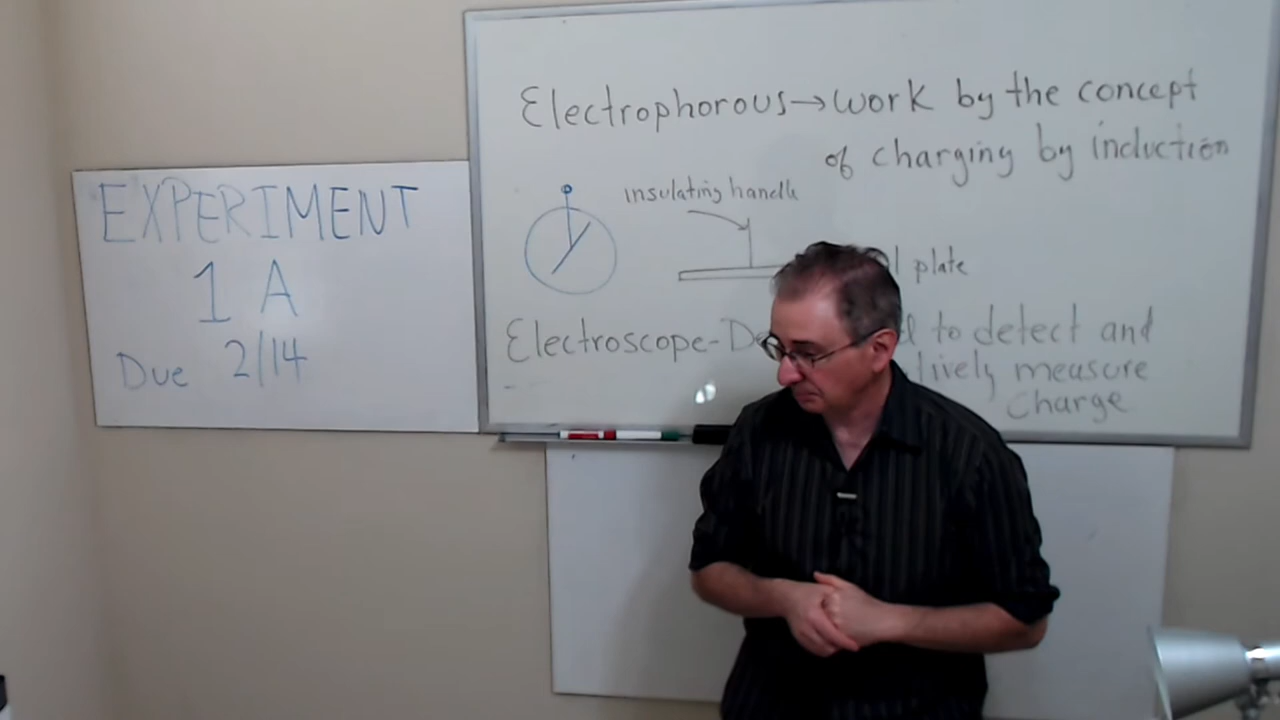 EXPERIMENT
1 A
Due 2/14
Electrophorous→work by the concept
of charging by induction
insulating handle
plate
Electroscope-
to detect and
measure
Charge